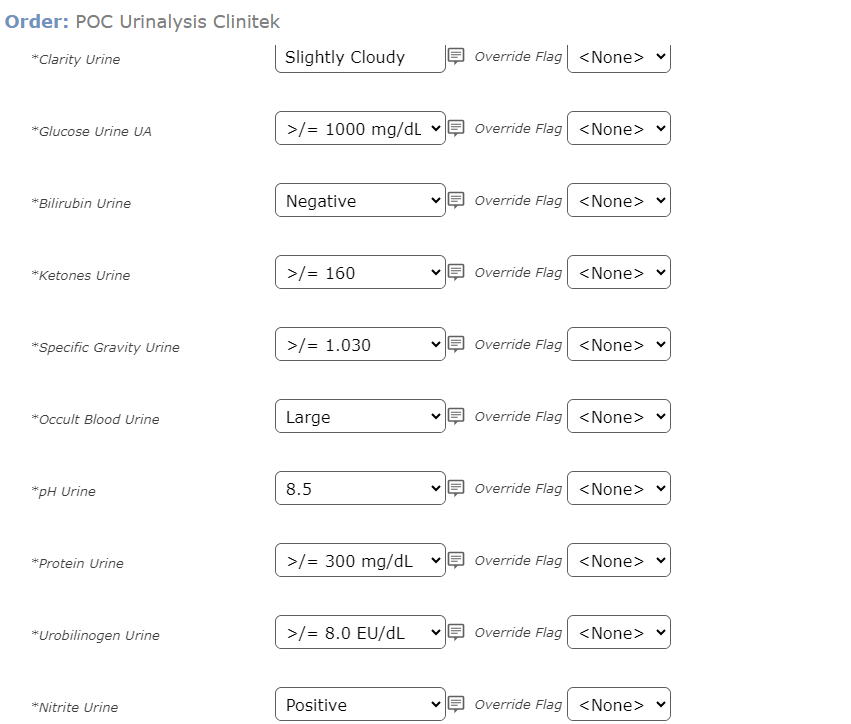 Order: POC Urinalysis Clinitek
*Clarity Urine Slightly Cloudy Override Flag <None>
*Glucose Urine UA >/= 1000 mg/dL Override Flag <None>
*Bilirubin Urine Negative Override Flag <None>
*Ketones Urine >/= 160 Override Flag <None>
*Specific Gravity Urine >/= 1.030 Override Flag <None>
*Occult Blood Urine Large Override Flag <None>
*pH Urine 8.5 Override Flag <None>
*Protein Urine >/= 300 mg/dL Override Flag <None>
*Urobilinogen Urine >/= 8.0 EU/dL Override Flag <None>
*Nitrite Urine Positive Override Flag <None>